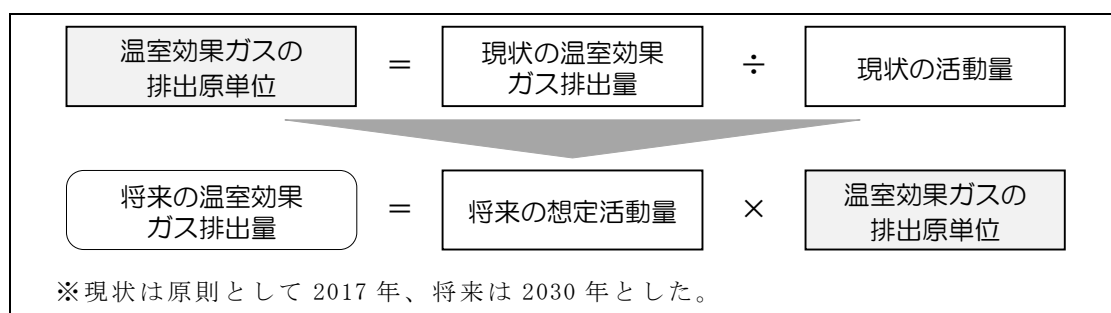 温室効果ガスの
排出原単位
＝
現状の温室効果
ガス排出量
÷
現状の活動量
将来の温室効果
ガス排出量
＝
将来の想定活動量
×
温室効果ガスの
排出原単位
※現状は原則として 2017 年、将来は 2030 年とした。